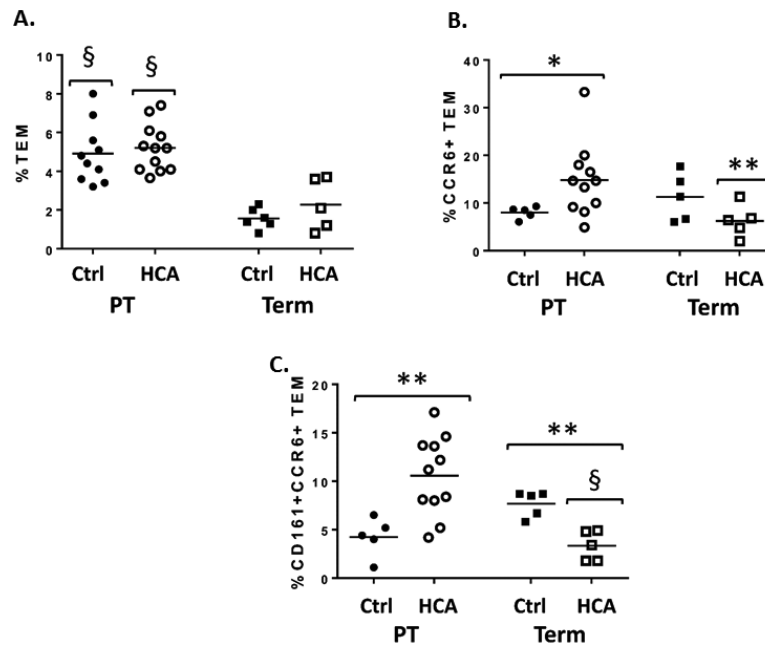 A.
§ §
10
8
6
4
2
0
%TEM
Ctrl HCA Ctrl HCA
PT Term
B.
*
**
40
30
20
10
0
%CCR6+ TEM
Ctrl HCA Ctrl HCA
PT Term
C.
** **
§
20
15
10
5
0
%CD161+CCR6+ TEM
Ctrl HCA Ctrl HCA
PT Term